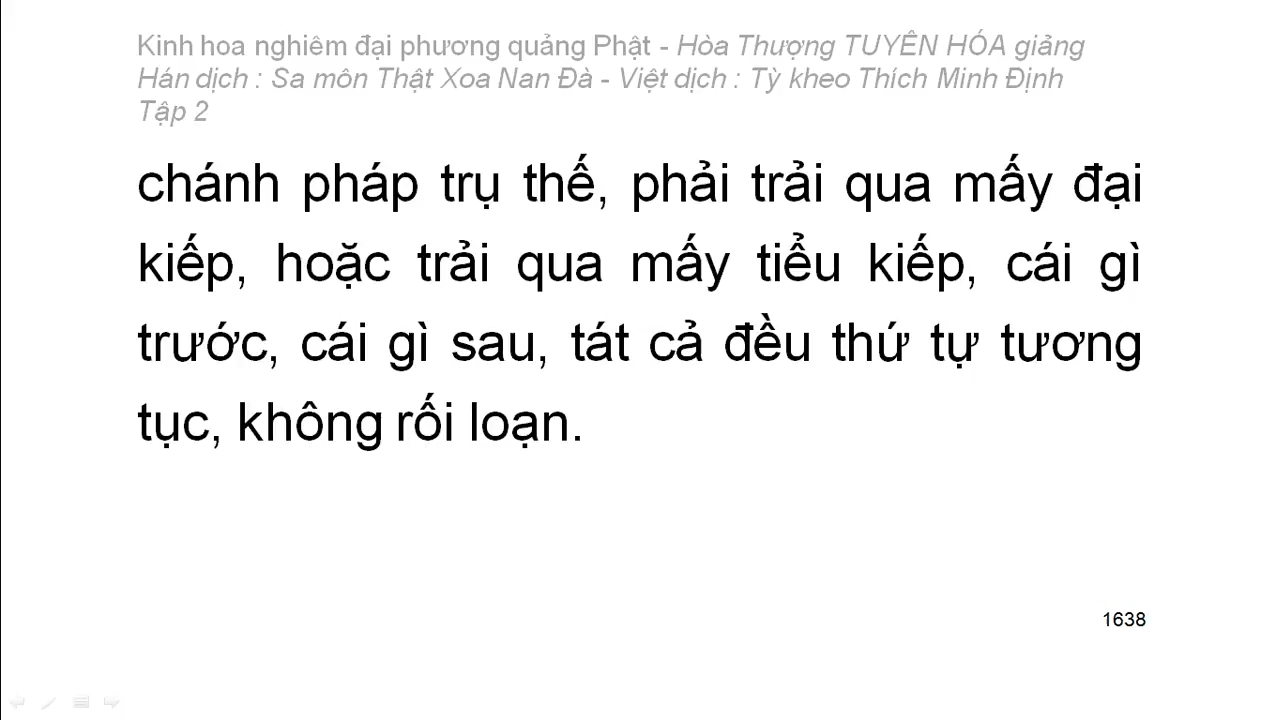 Kinh hoa nghiêm đại phương quảng Phật - Hòa Thượng TUYÊN HÓA giảng
Hán dịch : Sa môn Thật Xoa Nan Đà - Việt dịch : Tỳ kheo Thích Minh Định
Tập 2
chánh pháp trụ thế, phải trải qua mấy đại
kiếp, hoặc trải qua mấy tiểu kiếp, cái gì
trước, cái gì sau, tát cả đều thứ tự tương
tục, không rối loạn.
1638